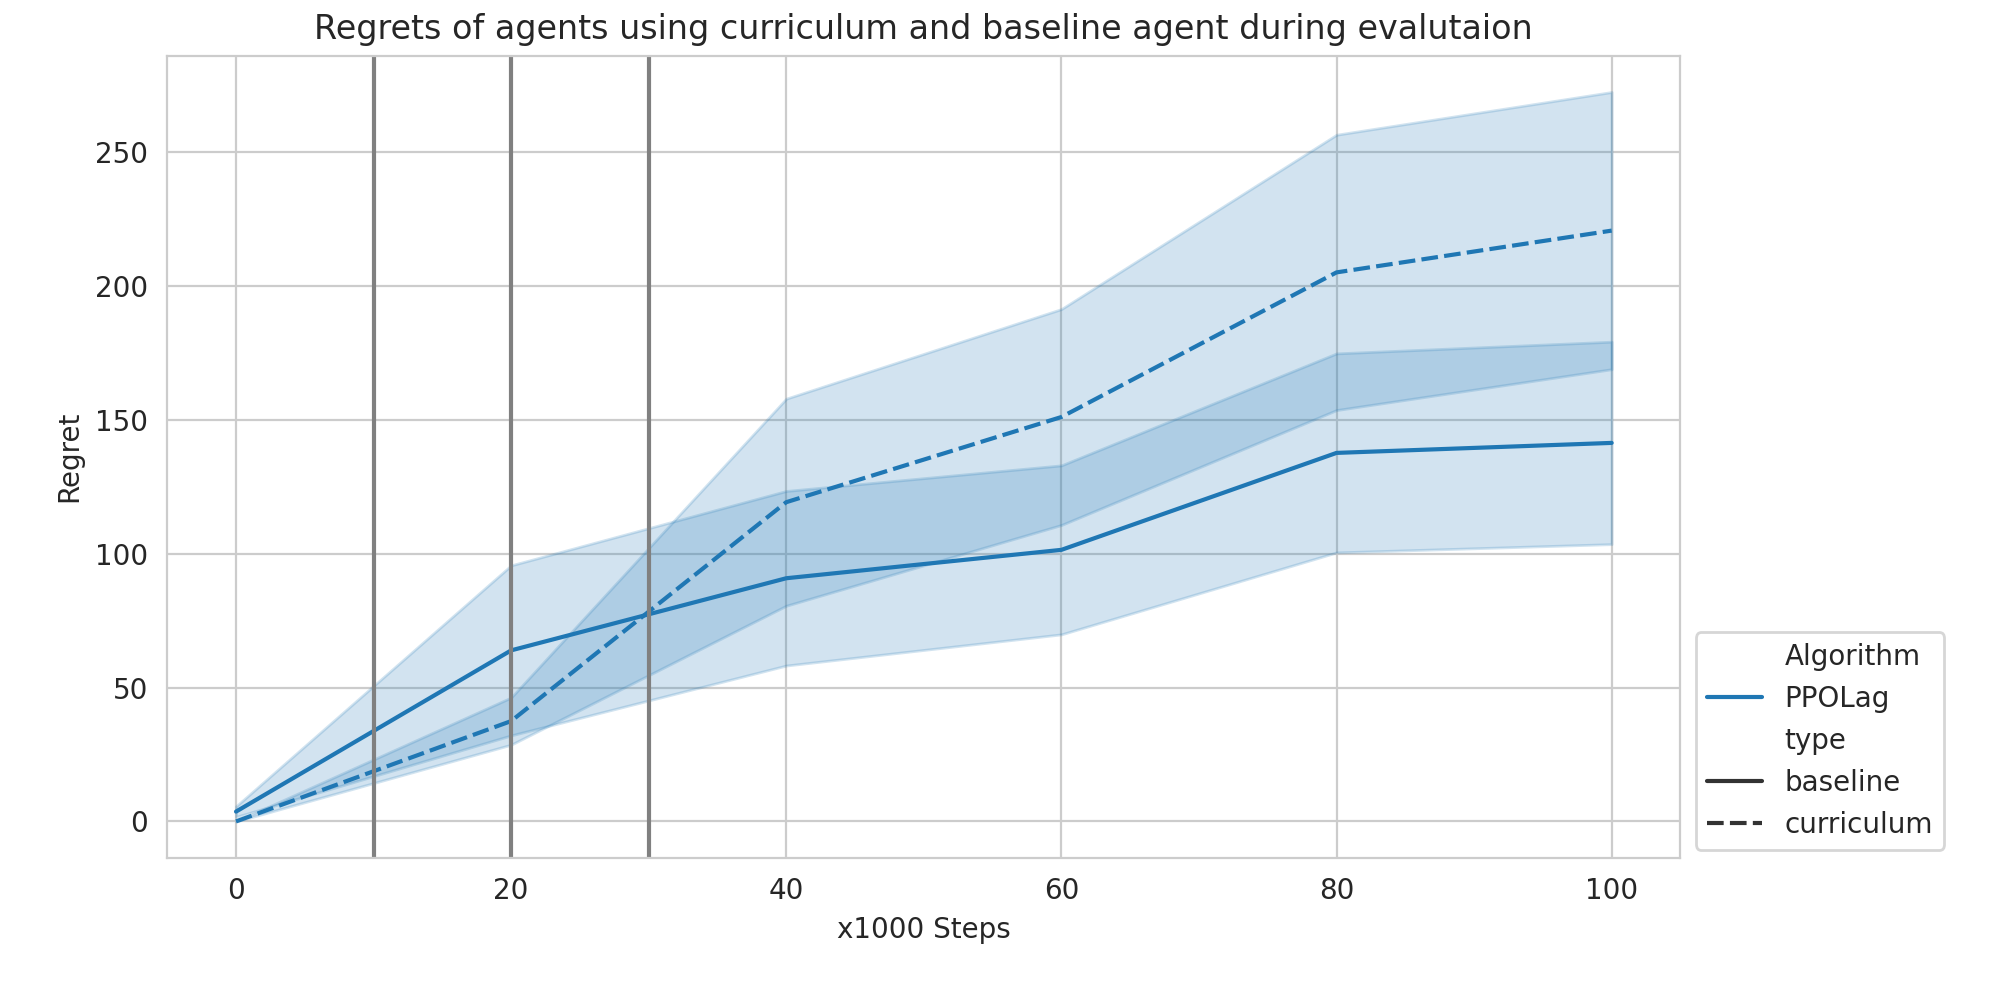 Regrets of agents using curriculum and baseline agent during evalutaion
250
200
150
100
50
0
Regret
0 20 40 60 80 100
x1000 Steps
Algorithm
PPOLag
type
baseline
curriculum